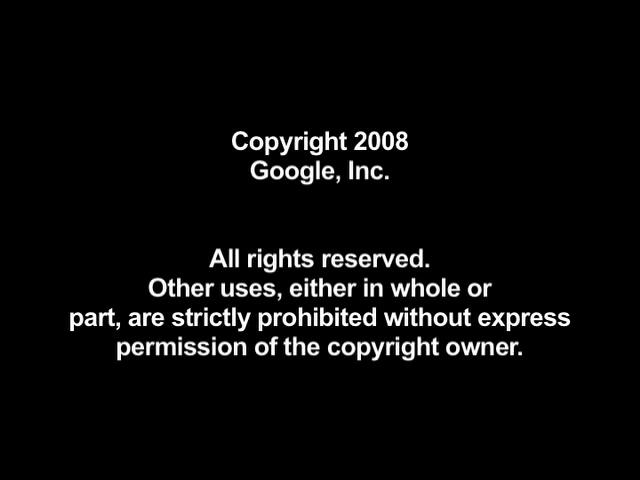 Copyright 2008
Google, Inc.
All rights reserved.
Other uses, either in whole or
part, are strictly prohibited without express
permission of the copyright owner.